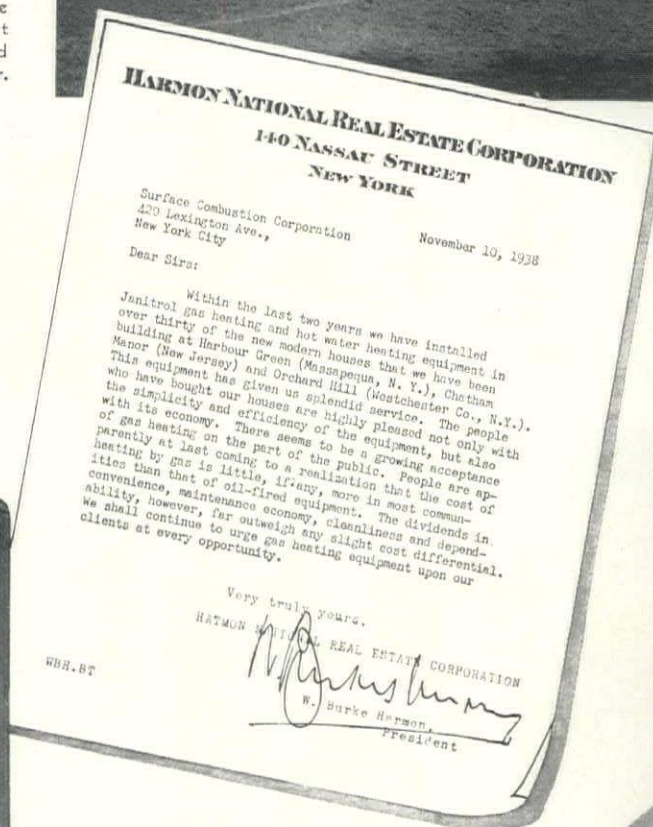 t
d
r.
HARMON NATIONAL REAL ESTATE CORPORATION
140 NASSAU STREET
NEW YORK
Surface Combustion Corporation
420 Lexington Ave.,
New York City
November 10, 1938
Dear Sirs:
Within the last two years we have installed
Janitrol gas heating and hot water heating equipment in
over thirty of the new modern houses that we have been
building at Harbour Green (Massapequa, N. Y.), Chatham
Manor (New Jersey) and Orchard Hill (Westchester Co., N.Y.).
This equipment has given us splendid service. The people
who have bought our houses are highly pleased not only with
the simplicity and efficiency of the equipment, but also
with its economy. There seems to be a growing acceptance
of gas heating on the part of the public. People are ap-
parently at last coming to a realization that the cost of
heating by gas is little, if any, more in most commun-
ities than that of oil-fired equipment. The dividends in
convenience, maintenance economy, cleanliness and depend-
ability, however, far outweigh any slight cost differential.
We shall continue to urge gas heating equipment upon our
clients at every opportunity.
Very truly yours.
HATMON NATIONAL REAL ESTATE CORPORATION
W. Burke Harmon
W. Burke Harmon,
President
WBH.BT